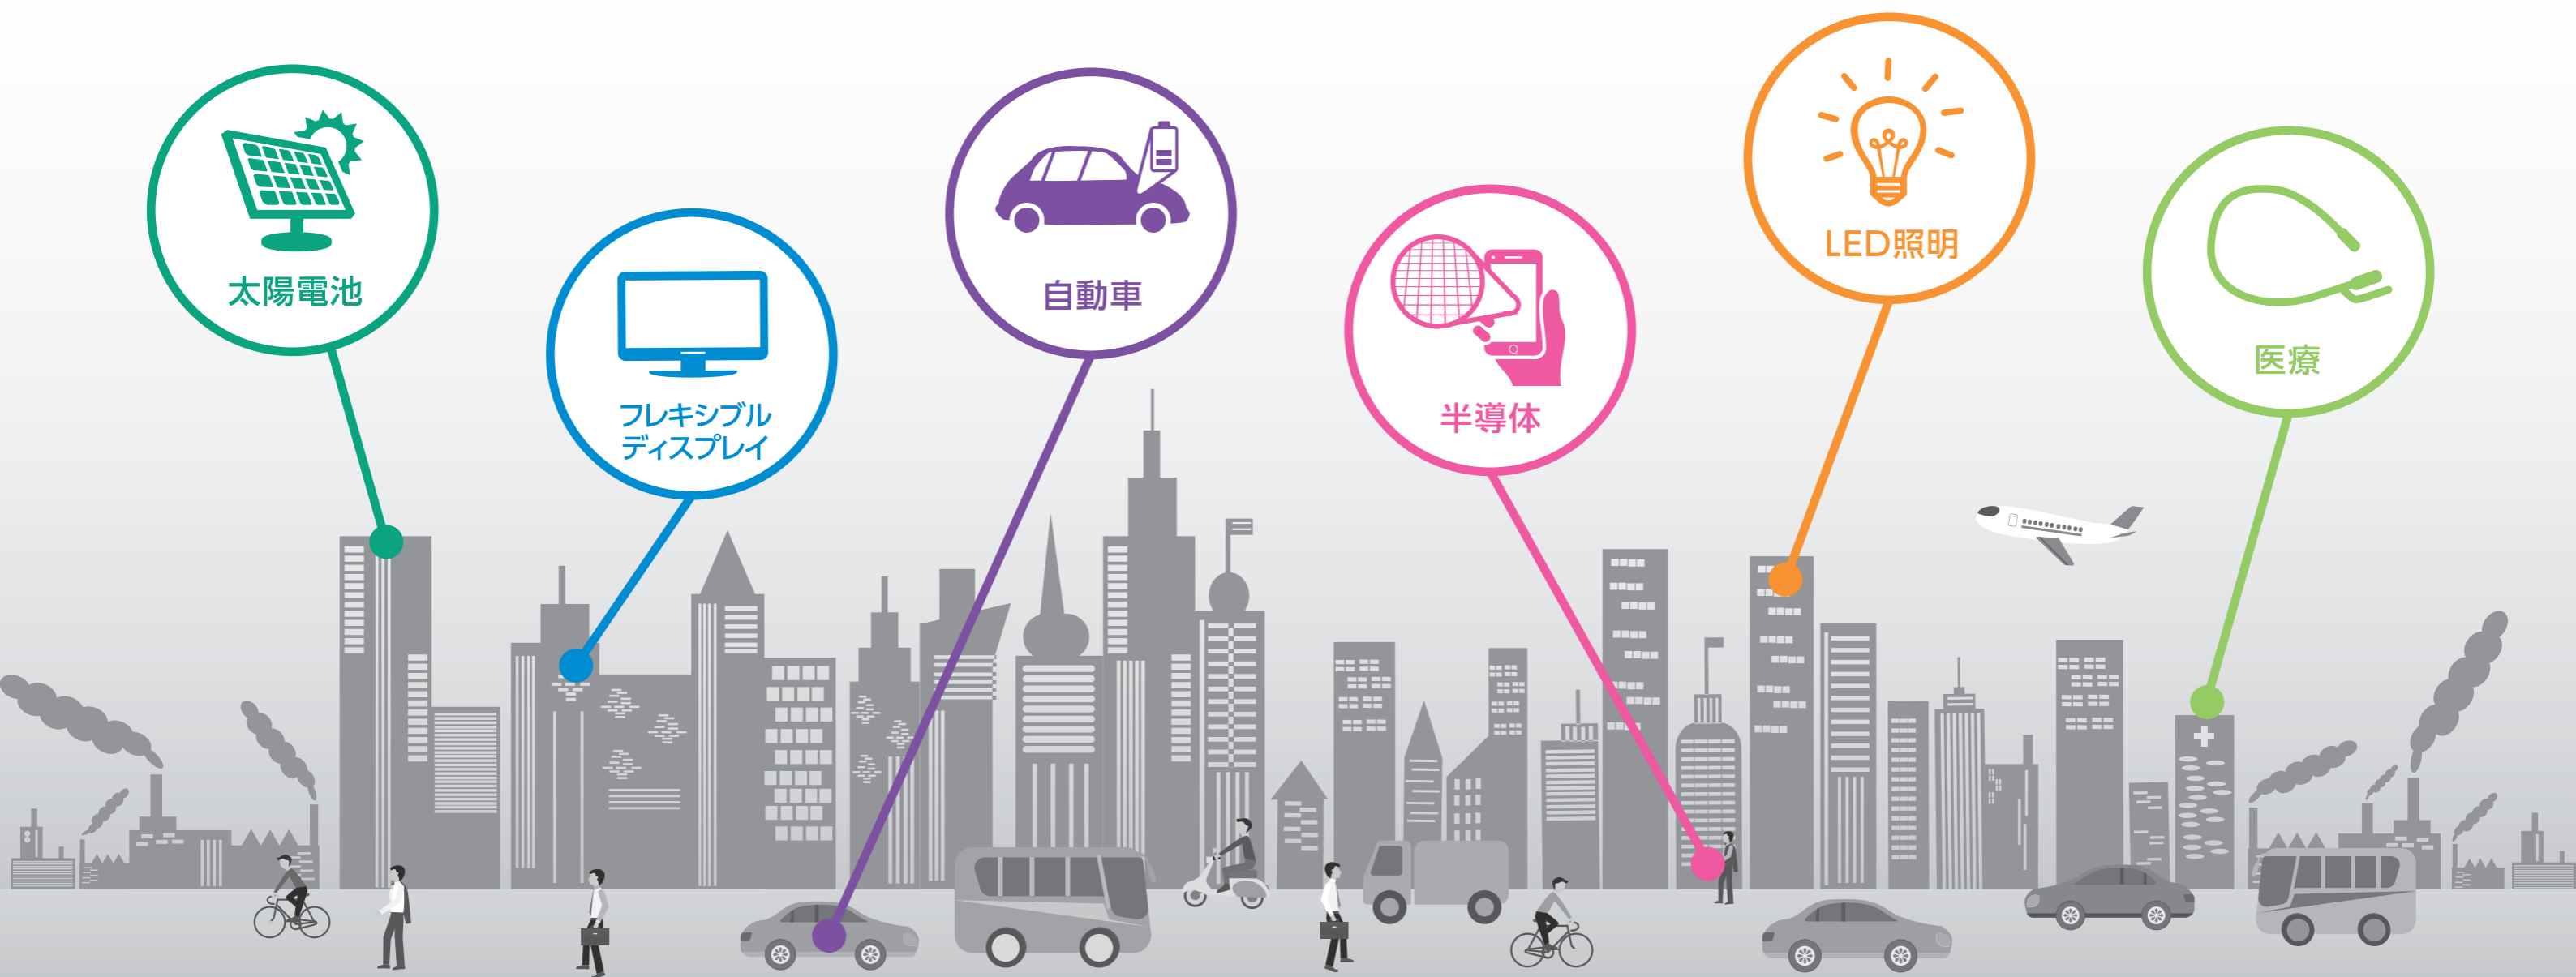 太陽電池
フレキシブル
ディスプレイ
自動車
半導体
LED照明
医療